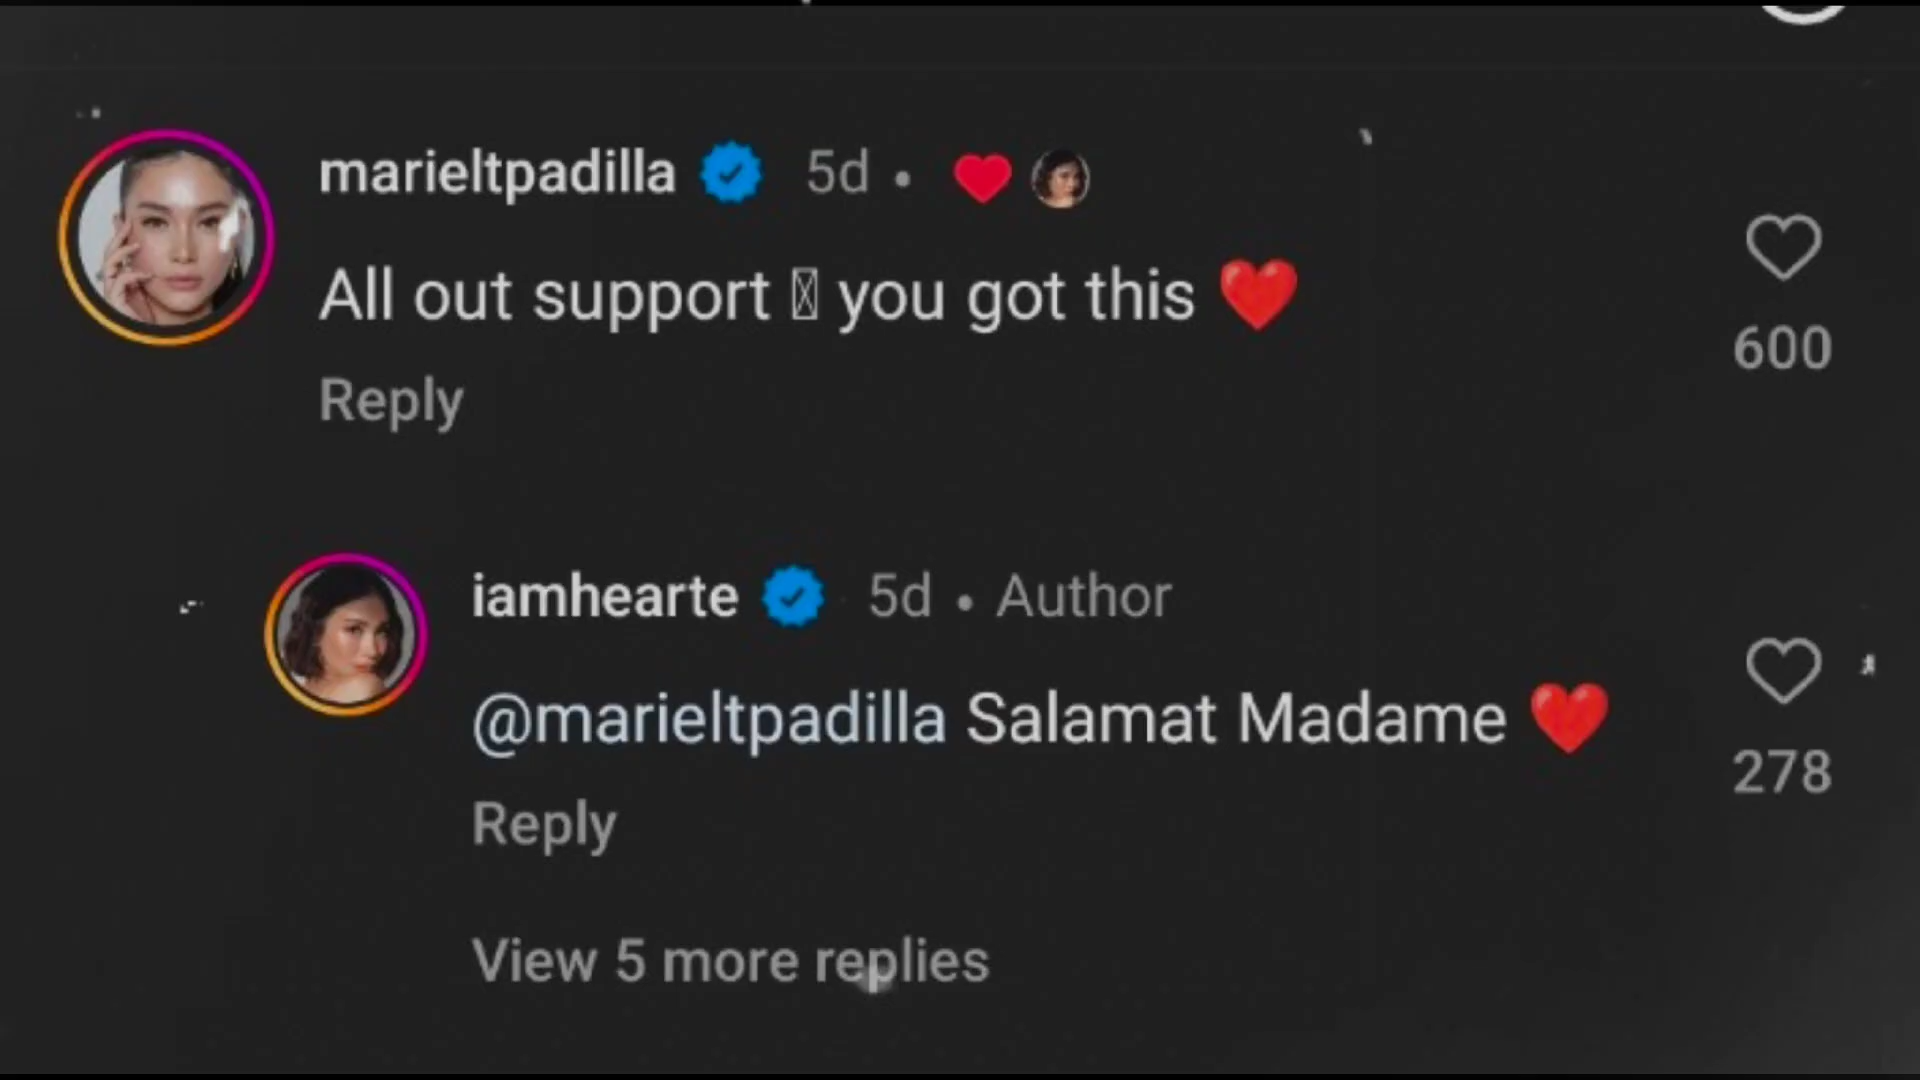 marieltpadilla 5d •
All out support you got this ❤️
600
Reply
iamhearte 5d • Author
@marieltpadilla Salamat Madame ❤️
278
Reply
View 5 more replies